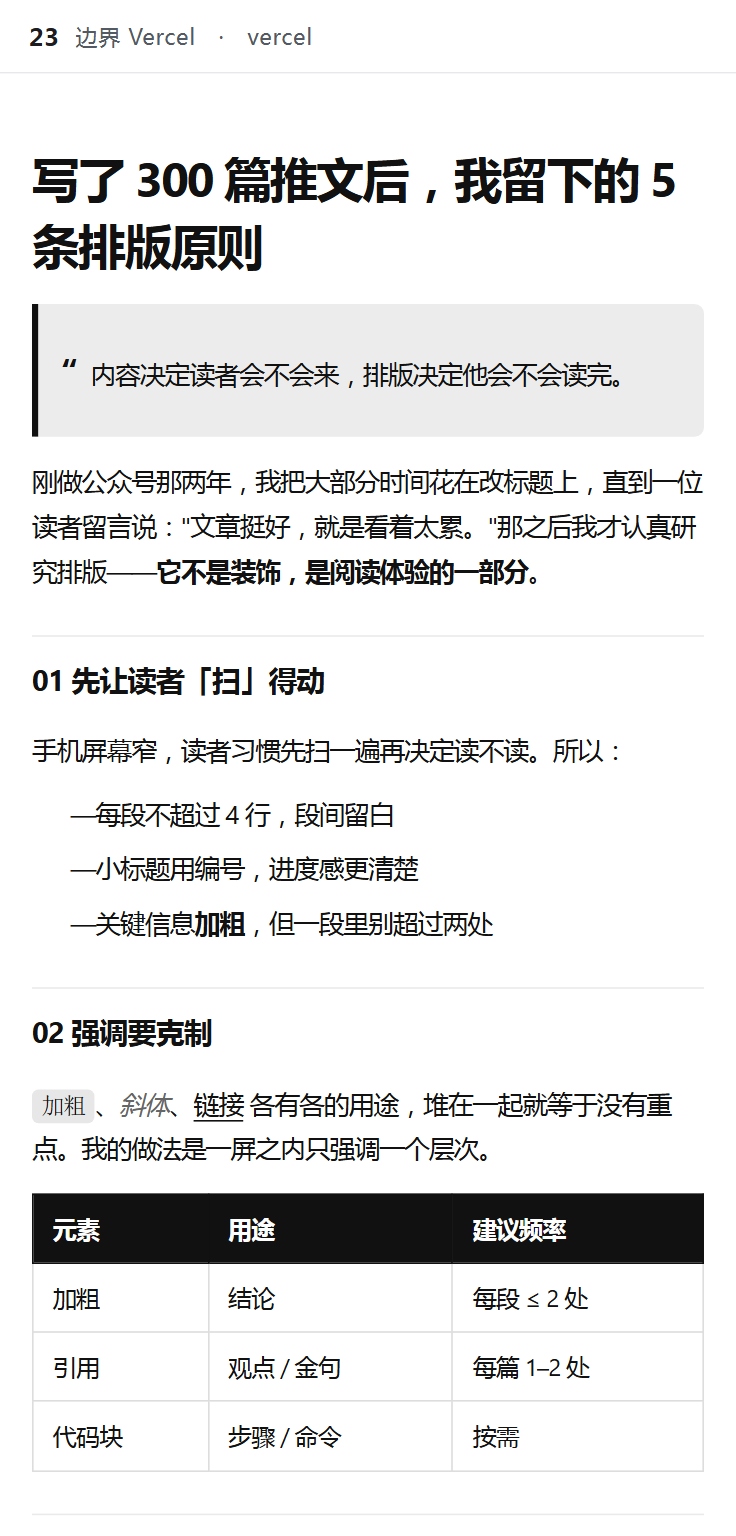 23 边界 Vercel · vercel
写了 300 篇推文后，我留下的 5
条排版原则
“ 内容决定读者会不会来，排版决定他会不会读完。
刚做公众号那两年，我把大部分时间花在改标题上，直到一位
读者留言说："文章挺好，就是看着太累。"那之后我才认真研
究排版——它不是装饰，是阅读体验的一部分。
01 先让读者「扫」得动
手机屏幕窄，读者习惯先扫一遍再决定读不读。所以：
—每段不超过 4 行，段间留白
—小标题用编号，进度感更清楚
—关键信息加粗，但一段里别超过两处
02 强调要克制
加粗、斜体、链接 各有各的用途，堆在一起就等于没有重
点。我的做法是一屏之内只强调一个层次。
元素 用途 建议频率
加粗 结论 每段 ≤ 2 处
引用 观点 / 金句 每篇 1–2 处
代码块 步骤 / 命令 按需